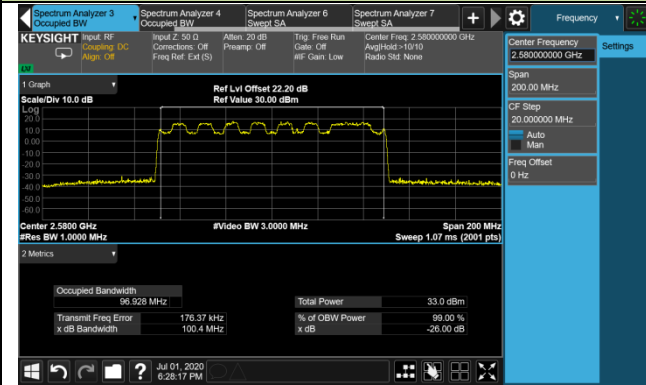 Spectrum Analyzer 3
Occupied BW
Spectrum Analyzer 4
Occupied BW
Spectrum Analyzer 6
Swept SA
Spectrum Analyzer 7
Swept SA
+
Frequency
KEYSIGHT
Input: RF
Coupling: DC
Align: Off
Input Z: 50 Ω
Corrections: Off
Freq Ref: Ext (S)
Atten: 20 dB
Preamp: Off
Trig: Free Run
Gate: Off
#IF Gain: Low
Center Freq: 2.580000000 GHz
Avg|Hold:>10/10
Radio Std: None
LU
Center Frequency
2.580000000 GHz
Settings
Span
200.00 MHz
CF Step
20.000000 MHz
Auto
Man
Freq Offset
0 Hz
1 Graph
Scale/Div 10.0 dB
Ref Lvl Offset 22.20 dB
Ref Value 30.00 dBm
Log
20.0
10.0
0.00
-10.0
-20.0
-30.0
-40.0
-50.0
-60.0
Center 2.5800 GHz
#Res BW 1.0000 MHz
#Video BW 3.0000 MHz
Span 200 MHz
Sweep 1.07 ms (2001 pts)
2 Metrics
Occupied Bandwidth
96.928 MHz
Total Power 33.0 dBm
Transmit Freq Error 176.37 kHz
% of OBW Power 99.00 %
x dB Bandwidth 100.4 MHz
x dB -26.00 dB
?
Jul 01, 2020
6:28:17 PM